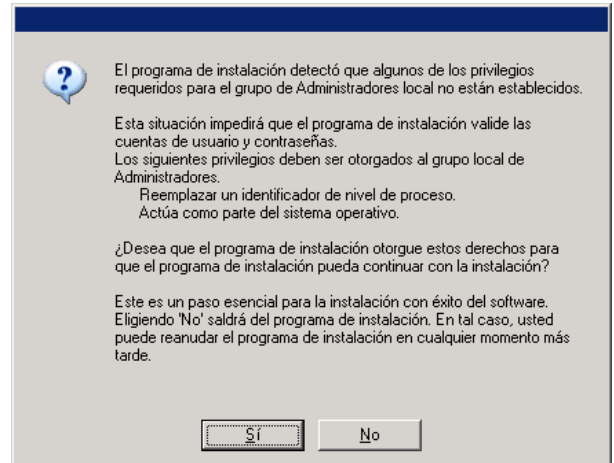 El programa de instalación detectó que algunos de los privilegios
requeridos para el grupo de Administradores local no están establecidos.
Esta situación impedirá que el programa de instalación valide las
cuentas de usuario y contraseñas.
Los siguientes privilegios deben ser otorgados al grupo local de
Administradores.
Reemplazar un identificador de nivel de proceso.
Actúa como parte del sistema operativo.
¿Desea que el programa de instalación otorgue estos derechos para
que el programa de instalación pueda continuar con la instalación?
Este es un paso esencial para la instalación con éxito del software.
Eligiendo 'No' saldrá del programa de instalación. En tal caso, usted
puede reanudar el programa de instalación en cualquier momento más
tarde.
Sí
No